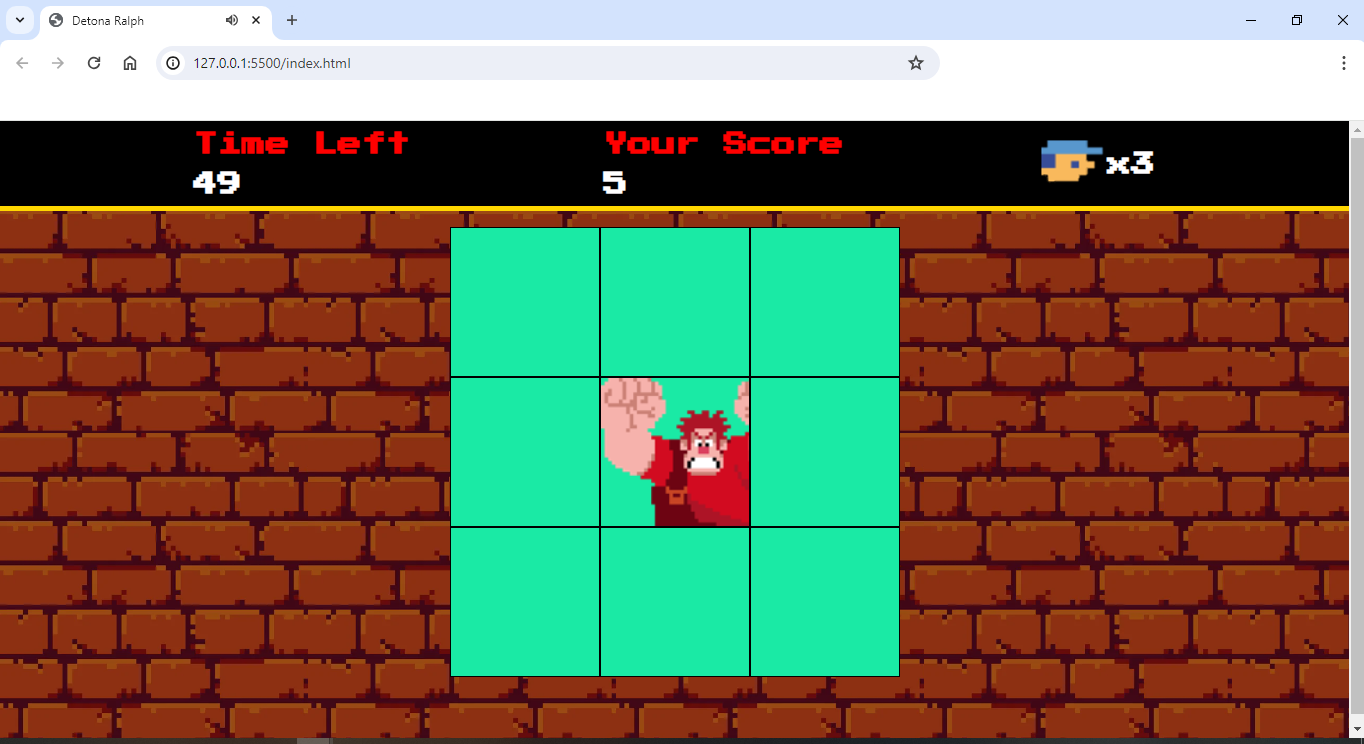 Detona Ralph
127.0.0.1:5500/index.html
Time Left
Your Score
49
5
x3